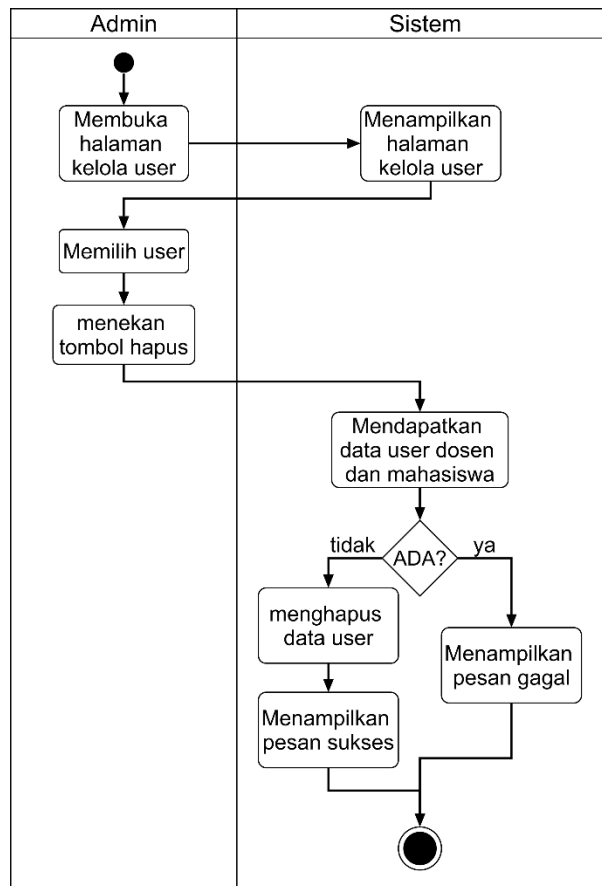 Admin
Sistem
Membuka
halaman
kelola user
Menampilkan
halaman
kelola user
Memilih user
menekan
tombol hapus
Mendapatkan
data user dosen
dan mahasiswa
tidak
ADA?
ya
menghapus
data user
Menampilkan
pesan gagal
Menampilkan
pesan sukses